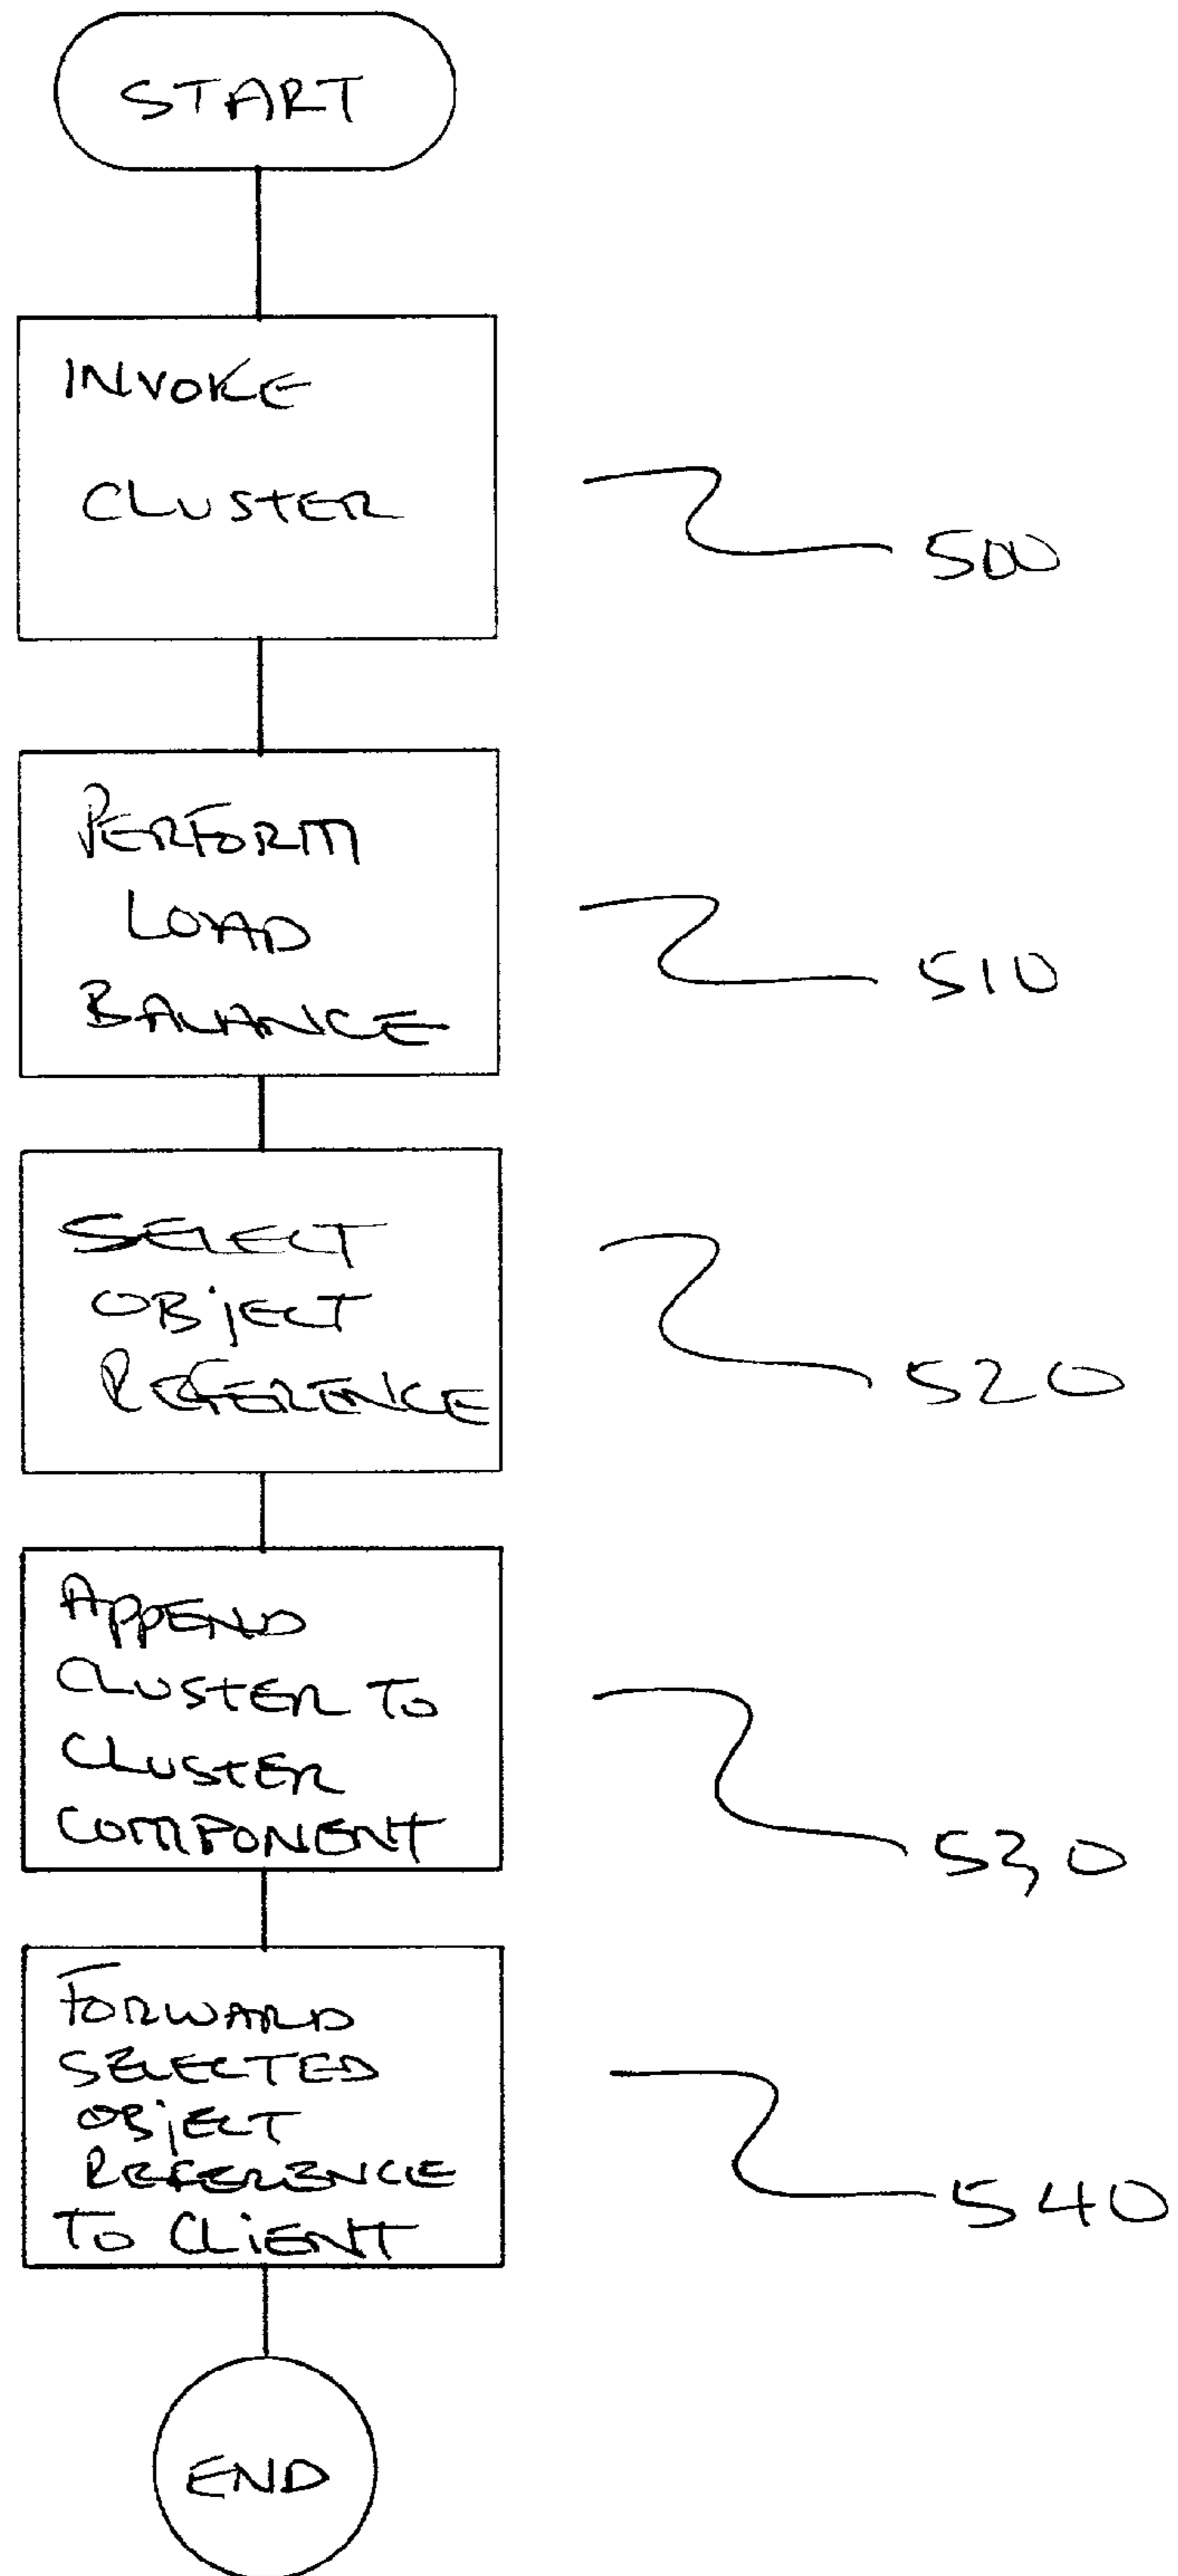 START
INVOKE
CLUSTER
500
PERFORM
LOAD
BALANCE
510
SELECT
OBJECT
REFERENCE
520
APPEND
CLUSTER TO
CLUSTER
COMPONENT
530
FORWARD
SELECTED
OBJECT
REFERENCE
TO CLIENT
540
END